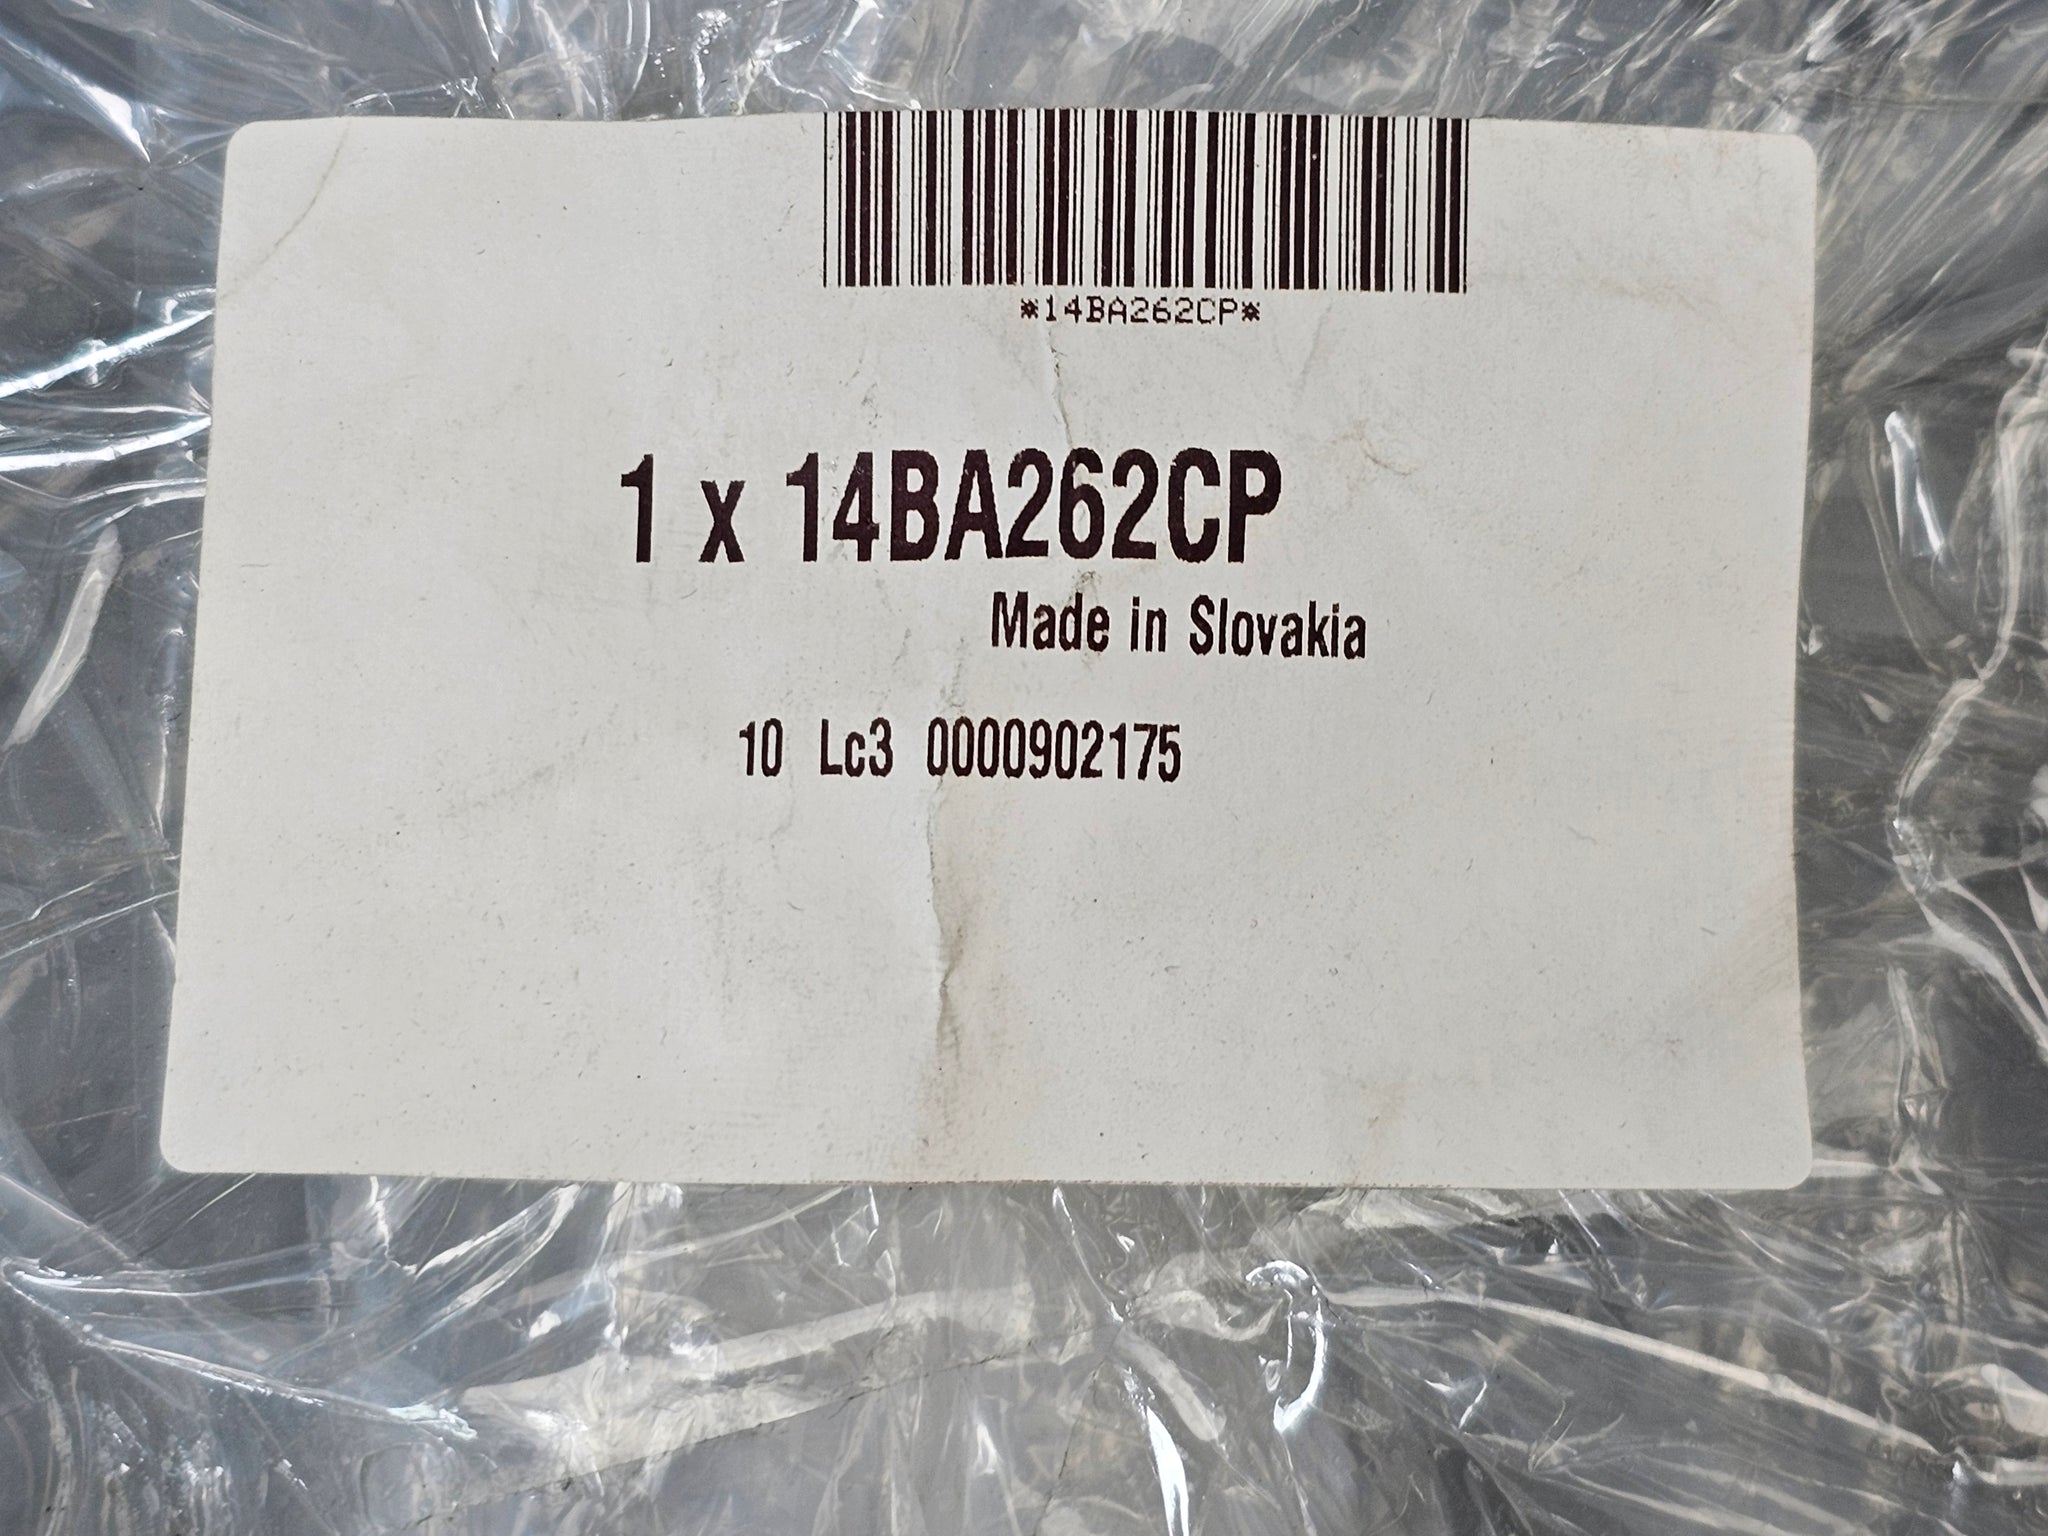 *14BA262CP*
1 x 14BA262CP
Made in Slovakia
10 Lc3 0000902175